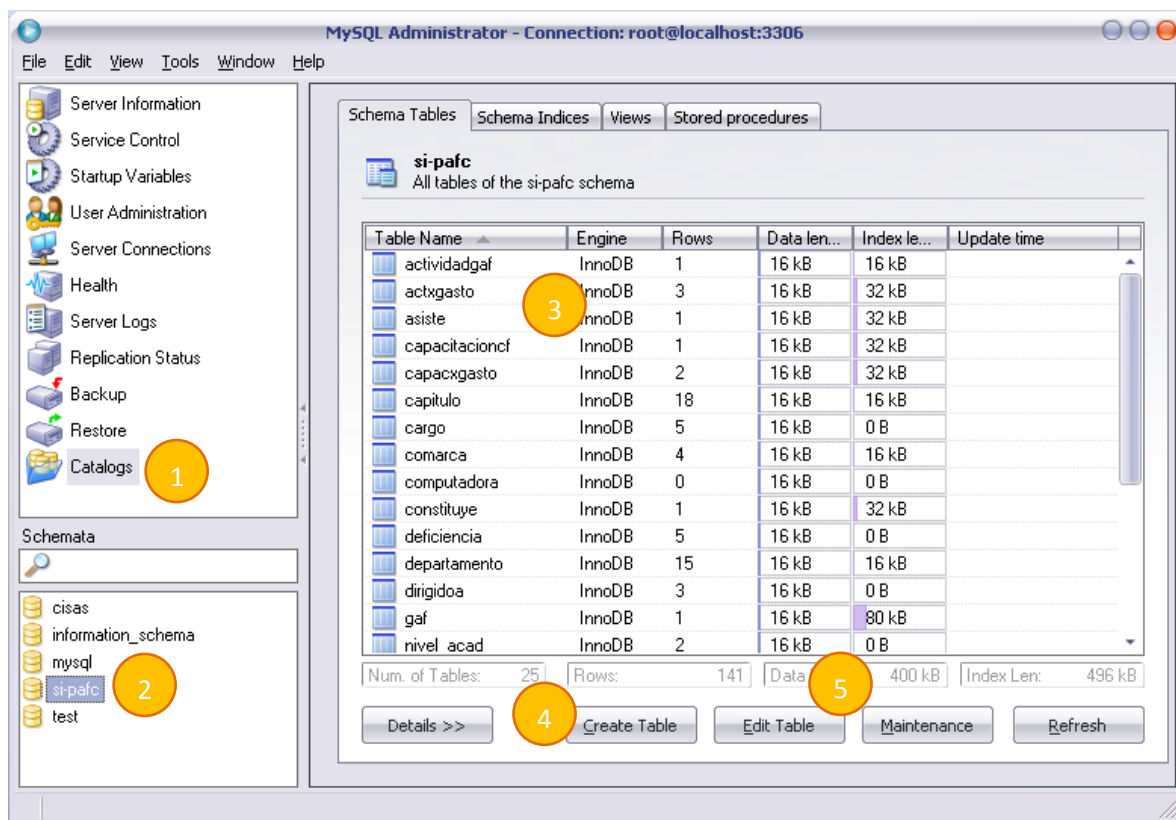 MySQL Administrator - Connection: root@localhost:3306
File Edit View Tools Window Help
Server Information
Service Control
Startup Variables
User Administration
Server Connections
Health
Server Logs
Replication Status
Backup
Restore
Catalogs
1
Schemata
cisas
information_schema
mysql
si-pafc
2
test
Schema Tables Schema Indices Views Stored procedures
si-pafc
All tables of the si-pafc schema
Table Name Engine Rows Data len... Index le... Update time
actividadgaf InnoDB 1 16 kB 16 kB
actxgasto InnoDB 3 16 kB 32 kB
3
asiste InnoDB 1 16 kB 32 kB
capacitacioncf InnoDB 1 16 kB 32 kB
capacxgasto InnoDB 2 16 kB 32 kB
capitulo InnoDB 18 16 kB 16 kB
cargo InnoDB 5 16 kB 0 B
comarca InnoDB 4 16 kB 16 kB
computadora InnoDB 0 16 kB 0 B
constituye InnoDB 1 16 kB 32 kB
deficiencia InnoDB 5 16 kB 0 B
departamento InnoDB 15 16 kB 16 kB
dirigidoa InnoDB 3 16 kB 0 B
gaf InnoDB 1 16 kB 80 kB
nivel_acad InnoDB 2 16 kB 0 B
Num. of Tables: 25 Rows: 141 Data 400 kB Index Len: 496 kB
5
4
Details >> Create Table Edit Table Maintenance Refresh